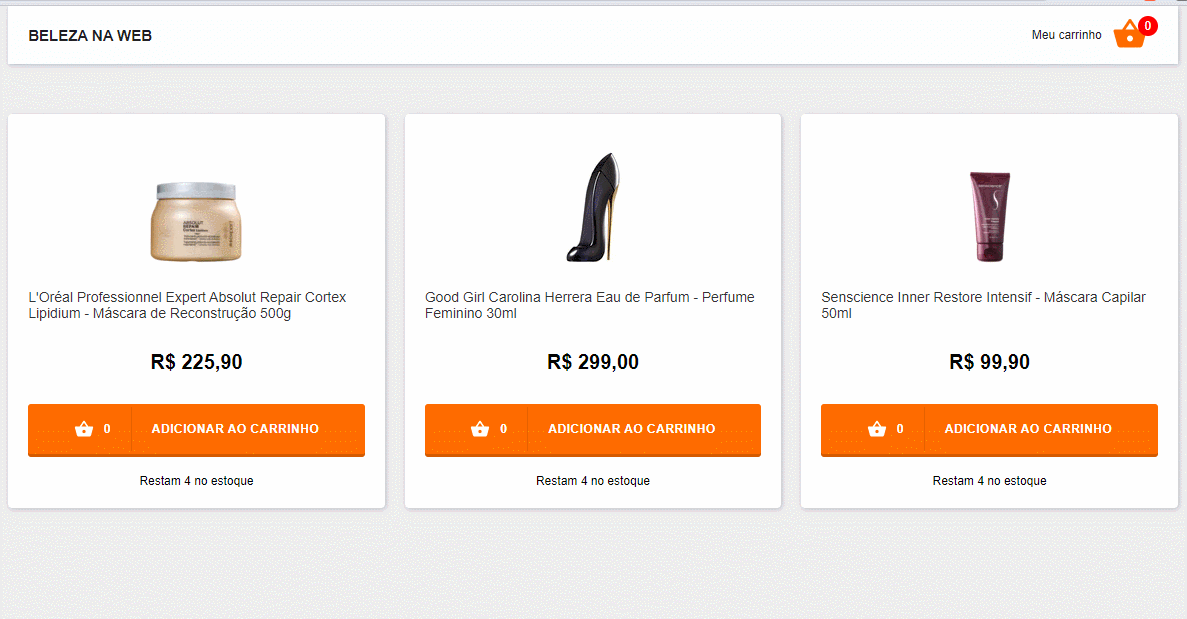 BELEZA NA WEB
Meu carrinho
0
ABSOLUT
REPAIR
L'Oréal Professionnel Expert Absolut Repair Cortex
Lipidium - Máscara de Reconstrução 500g
R$ 225,90
0 ADICIONAR AO CARRINHO
Restam 4 no estoque
Good Girl Carolina Herrera Eau de Parfum - Perfume
Feminino 30ml
R$ 299,00
0 ADICIONAR AO CARRINHO
Restam 4 no estoque
S
Senscience Inner Restore Intensif - Máscara Capilar
50ml
R$ 99,90
0 ADICIONAR AO CARRINHO
Restam 4 no estoque